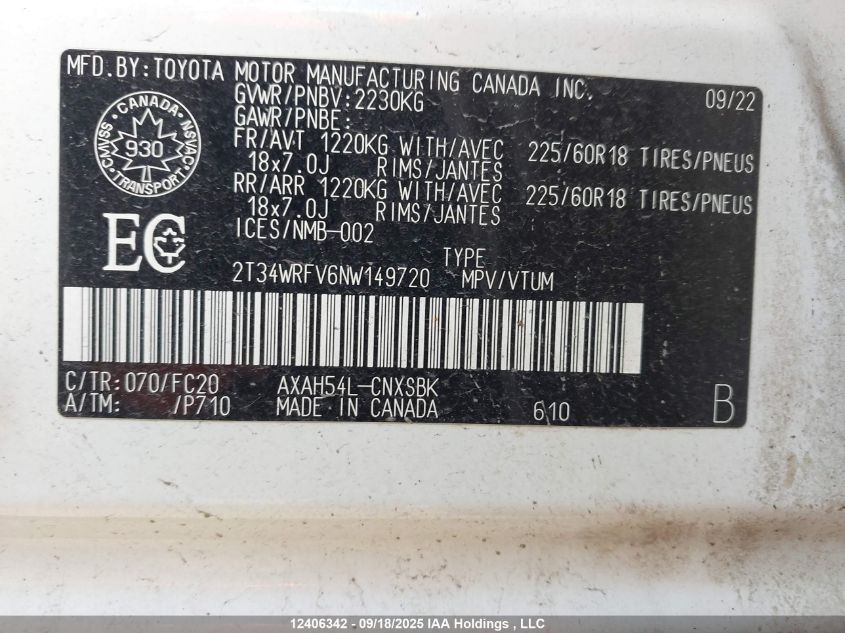 MFD.BY:TOYOTA MOTOR MANUFACTURING CANADA INC. 09/22
GVWR/PNBV:2230KG
GAWR/PNBE:
FR/AVT 1220KG WITH/AVEC 225/60R18 TIRES/PNEUS
18x7.0J RIMS/JANTES
RR/ARR 1220KG WITH/AVEC 225/60R18 TIRES/PNEUS
18x7.0J RIMS/JANTES
ICES/NMB-002
CANADA
CMVSS 930 NSVAC
TRANSPORT
EC
TYPE
2T34WRFV6NW149720 MPV/VTUM
C/TR:070/FC20 AXAH54L-CNXSBK
A/TM: /P710 MADE IN CANADA 610 B
12406342 - 09/18/2025 IAA Holdings , LLC